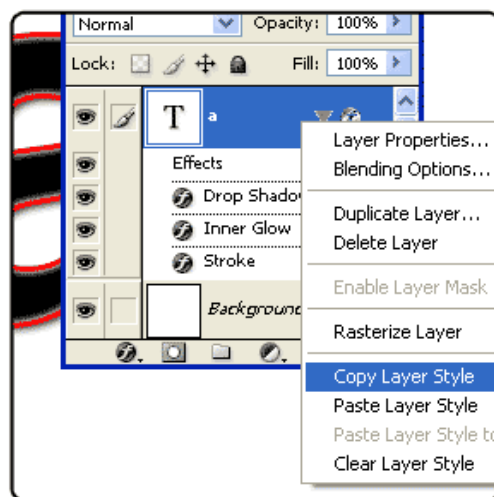 Normal Opacity: 100%
Lock: Fill: 100%
T a
Layer Properties...
Blending Options...
Effects
Drop Shado
Duplicate Layer...
Inner Glow
Delete Layer
Stroke
Enable Layer Mask
Background
Rasterize Layer
Copy Layer Style
Paste Layer Style
Paste Layer Style to
Clear Layer Style